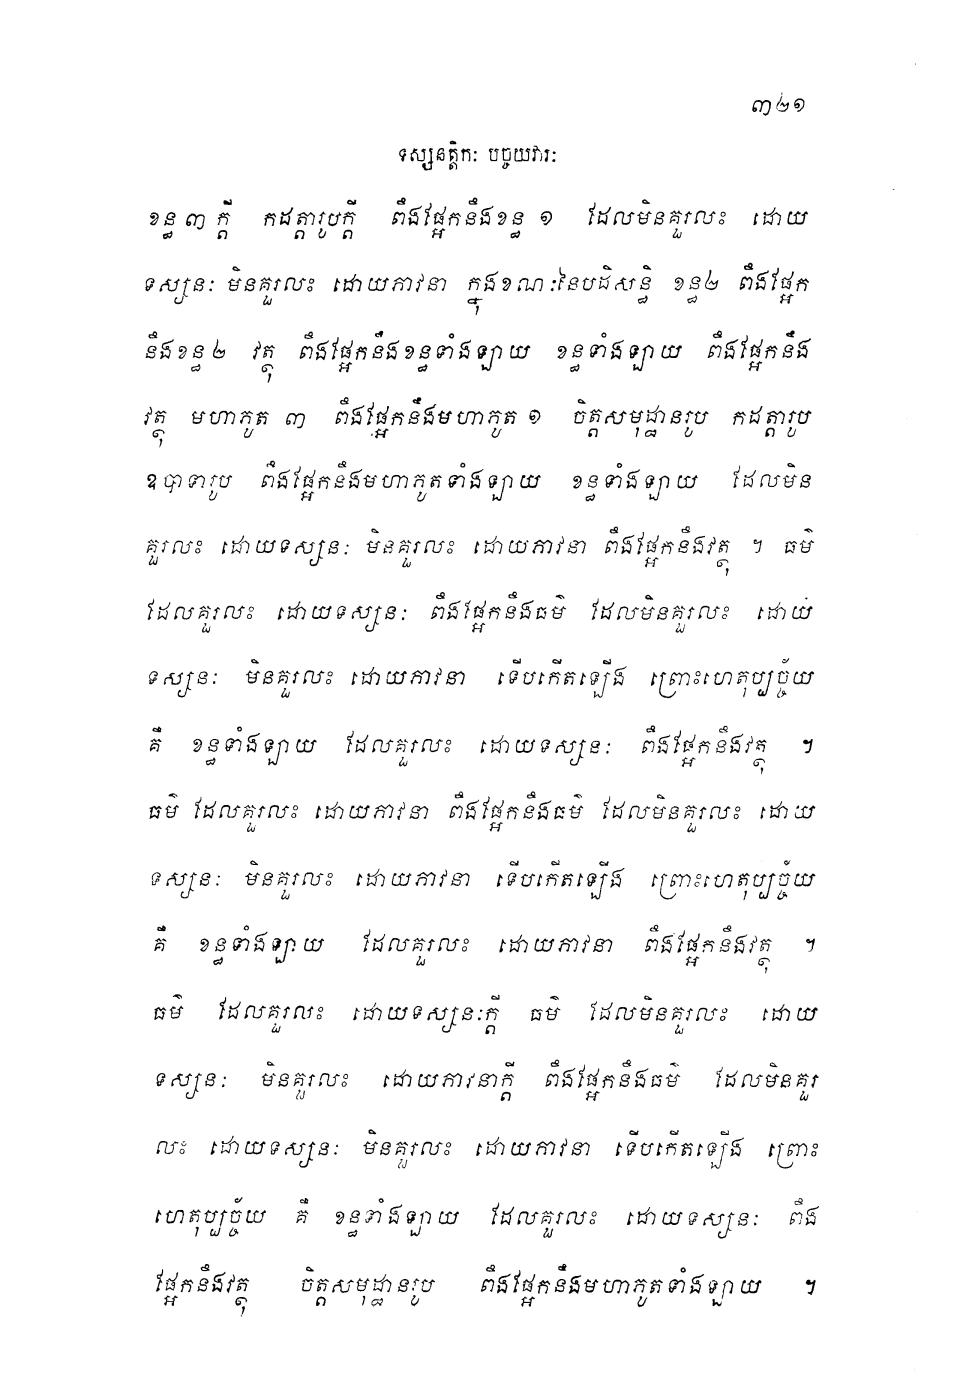 ៣២១
ទស្សនត្តិកៈ បច្ចយវារៈ
ខន្ធ ៣ ក្តី កដត្តារូបក្តី ពឹងផ្អែកនឹងខន្ធ ១ ដែលមិនគួរលះ ដោយ
ទស្សនៈ មិនគួរលះ ដោយភាវនា ក្នុងខណៈនៃបដិសន្ធិ ខន្ធ២ ពឹងផ្អែក
នឹងខន្ធ ២ វត្ថុ ពឹងផ្អែកនឹងខន្ធទាំងឡាយ ខន្ធទាំងឡាយ ពឹងផ្អែកនឹង
វត្ថុ មហាភូត ៣ ពឹងផ្អែកនឹងមហាភូត ១ ចិត្តសមុដ្ឋានរូប កដត្តារូប
ឧបាទារូប ពឹងផ្អែកនឹងមហាភូតទាំងឡាយ ខន្ធទាំងឡាយ ដែលមិន
គួរលះ ដោយទស្សនៈ មិនគួរលះ ដោយភាវនា ពឹងផ្អែកនឹងវត្ថុ ។ ធម៌
ដែលគួរលះ ដោយទស្សនៈ ពឹងផ្អែកនឹងធម៌ ដែលមិនគួរលះ ដោយ
ទស្សនៈ មិនគួរលះ ដោយភាវនា ទើបកើតឡើង ព្រោះហេតុប្បច្ច័យ
គឺ ខន្ធទាំងឡាយ ដែលគួរលះ ដោយទស្សនៈ ពឹងផ្អែកនឹងវត្ថុ ។
ធម៌ ដែលគួរលះ ដោយភាវនា ពឹងផ្អែកនឹងធម៌ ដែលមិនគួរលះ ដោយ
ទស្សនៈ មិនគួរលះ ដោយភាវនា ទើបកើតឡើង ព្រោះហេតុប្បច្ច័យ
គឺ ខន្ធទាំងឡាយ ដែលគួរលះ ដោយភាវនា ពឹងផ្អែកនឹងវត្ថុ ។
ធម៌ ដែលគួរលះ ដោយទស្សនៈក្តី ធម៌ ដែលមិនគួរលះ ដោយ
ទស្សនៈ មិនគួរលះ ដោយភាវនាក្តី ពឹងផ្អែកនឹងធម៌ ដែលមិនគួរ
លះ ដោយទស្សនៈ មិនគួរលះ ដោយភាវនា ទើបកើតឡើង ព្រោះ
ហេតុប្បច្ច័យ គឺ ខន្ធទាំងឡាយ ដែលគួរលះ ដោយទស្សនៈ ពឹង
ផ្អែកនឹងវត្ថុ ចិត្តសមុដ្ឋានរូប ពឹងផ្អែកនឹងមហាភូតទាំងឡាយ ។